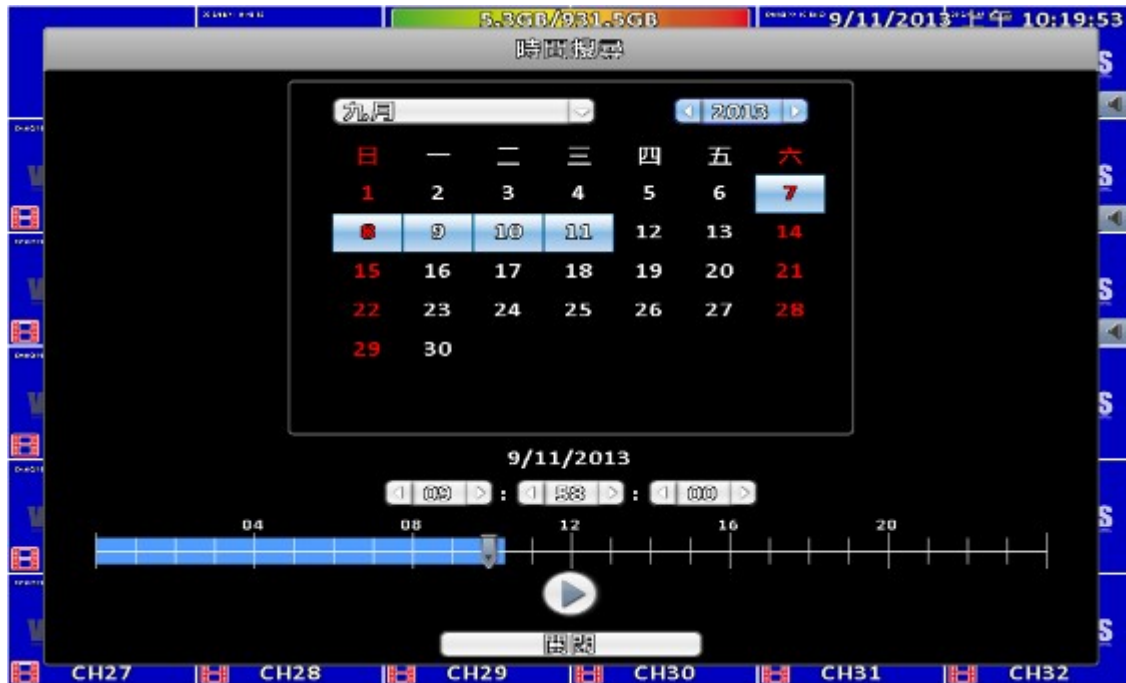 5.3GB/931.5GB
9/11/2013 上午 10:19:53
時間搜尋
九月 2013
日 一 二 三 四 五 六
1 2 3 4 5 6 7
8 9 10 11 12 13 14
15 16 17 18 19 20 21
22 23 24 25 26 27 28
29 30
9/11/2013
09 : 58 : 00
04 08 12 16 20
CH27 CH28 CH29 CH30 CH31 CH32